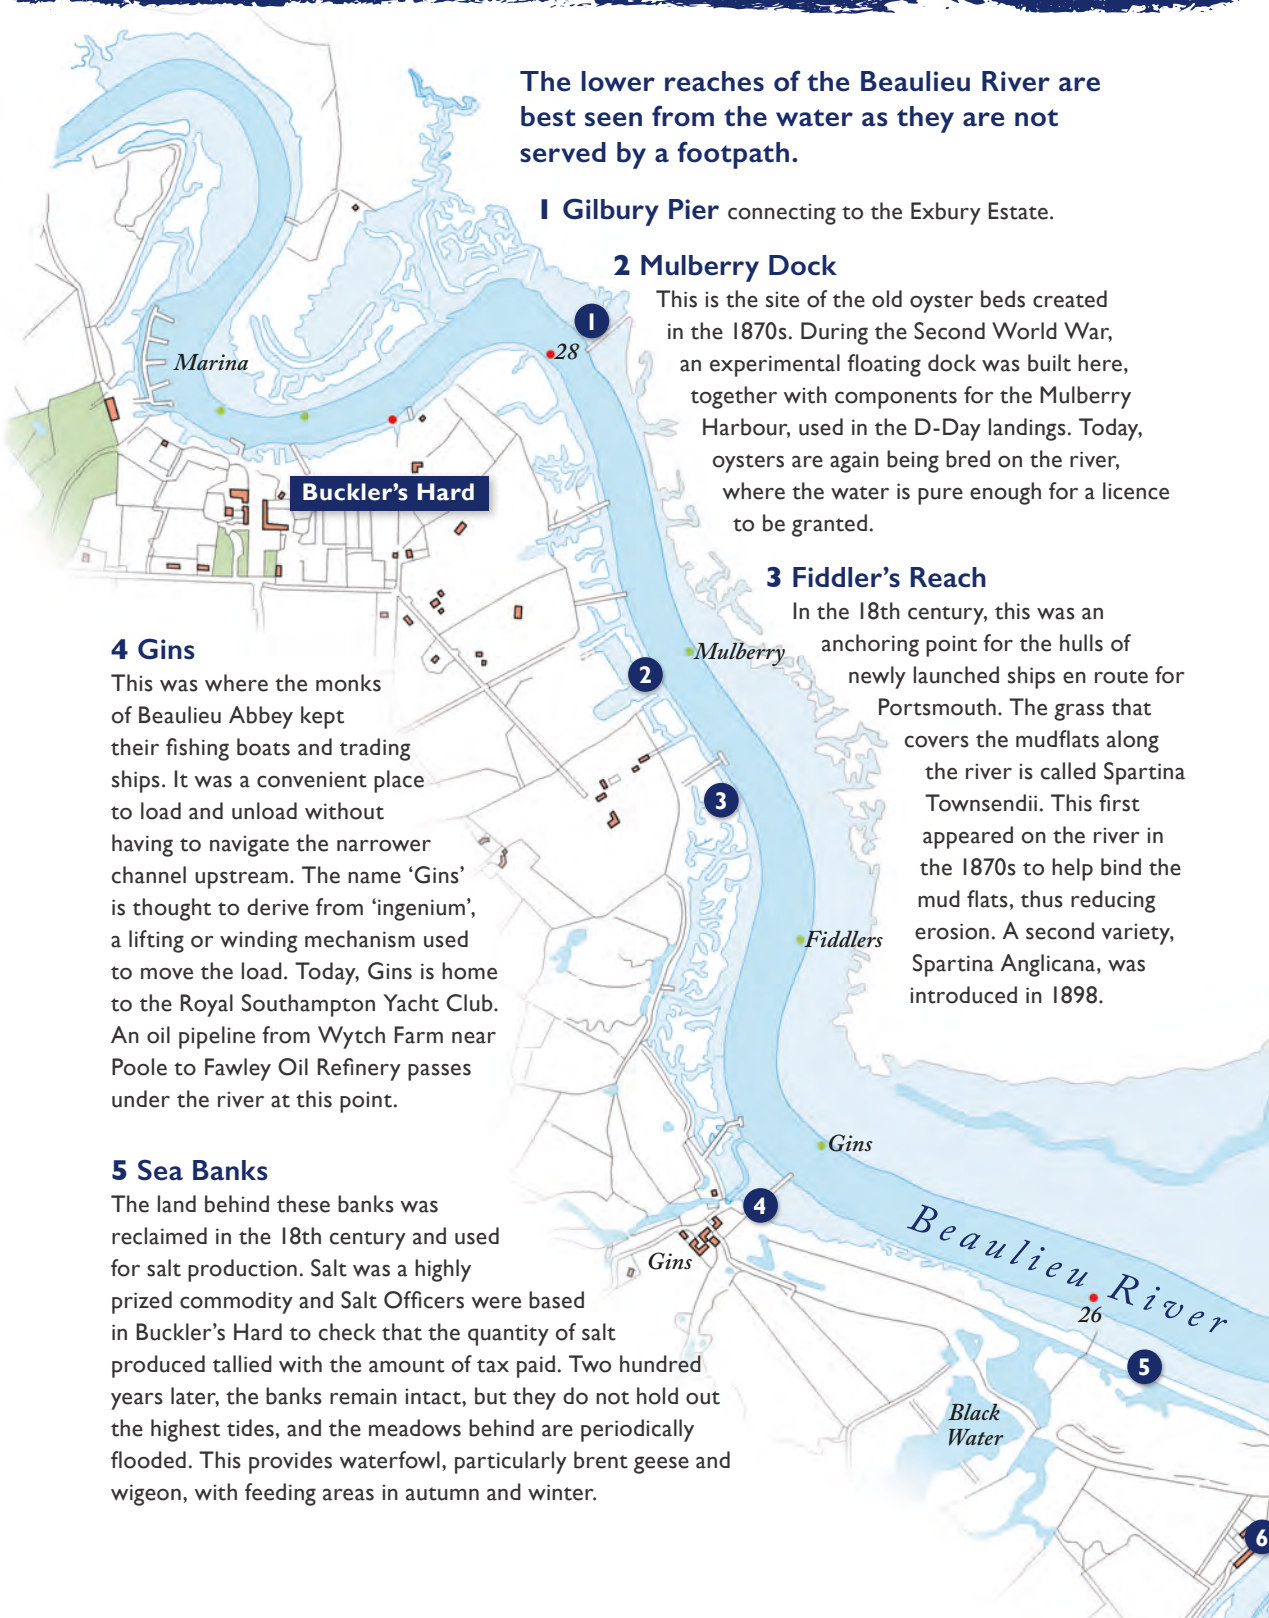 The lower reaches of the Beaulieu River are
best seen from the water as they are not
served by a footpath.
1 Gilbury Pier connecting to the Exbury Estate.
2 Mulberry Dock
This is the site of the old oyster beds created
in the 1870s. During the Second World War,
an experimental floating dock was built here,
together with components for the Mulberry
Harbour, used in the D-Day landings. Today,
oysters are again being bred on the river,
where the water is pure enough for a licence
to be granted.
3 Fiddler’s Reach
In the 18th century, this was an
anchoring point for the hulls of
newly launched ships en route for
Portsmouth. The grass that
covers the mudflats along
the river is called Spartina
Townsendii. This first
appeared on the river in
the 1870s to help bind the
mud flats, thus reducing
erosion. A second variety,
Spartina Anglicana, was
introduced in 1898.
4 Gins
This was where the monks
of Beaulieu Abbey kept
their fishing boats and trading
ships. It was a convenient place
to load and unload without
having to navigate the narrower
channel upstream. The name ‘Gins’
is thought to derive from ‘ingenium’,
a lifting or winding mechanism used
to move the load. Today, Gins is home
to the Royal Southampton Yacht Club.
An oil pipeline from Wytch Farm near
Poole to Fawley Oil Refinery passes
under the river at this point.
5 Sea Banks
The land behind these banks was
reclaimed in the 18th century and used
for salt production. Salt was a highly
prized commodity and Salt Officers were based
in Buckler’s Hard to check that the quantity of salt
produced tallied with the amount of tax paid. Two hundred
years later, the banks remain intact, but they do not hold out
the highest tides, and the meadows behind are periodically
flooded. This provides waterfowl, particularly brent geese and
wigeon, with feeding areas in autumn and winter.
1
28
Marina
Buckler’s Hard
Mulberry
2
3
Fiddlers
Gins
4
Gins
Beaulieu River
26
5
Black
Water
6